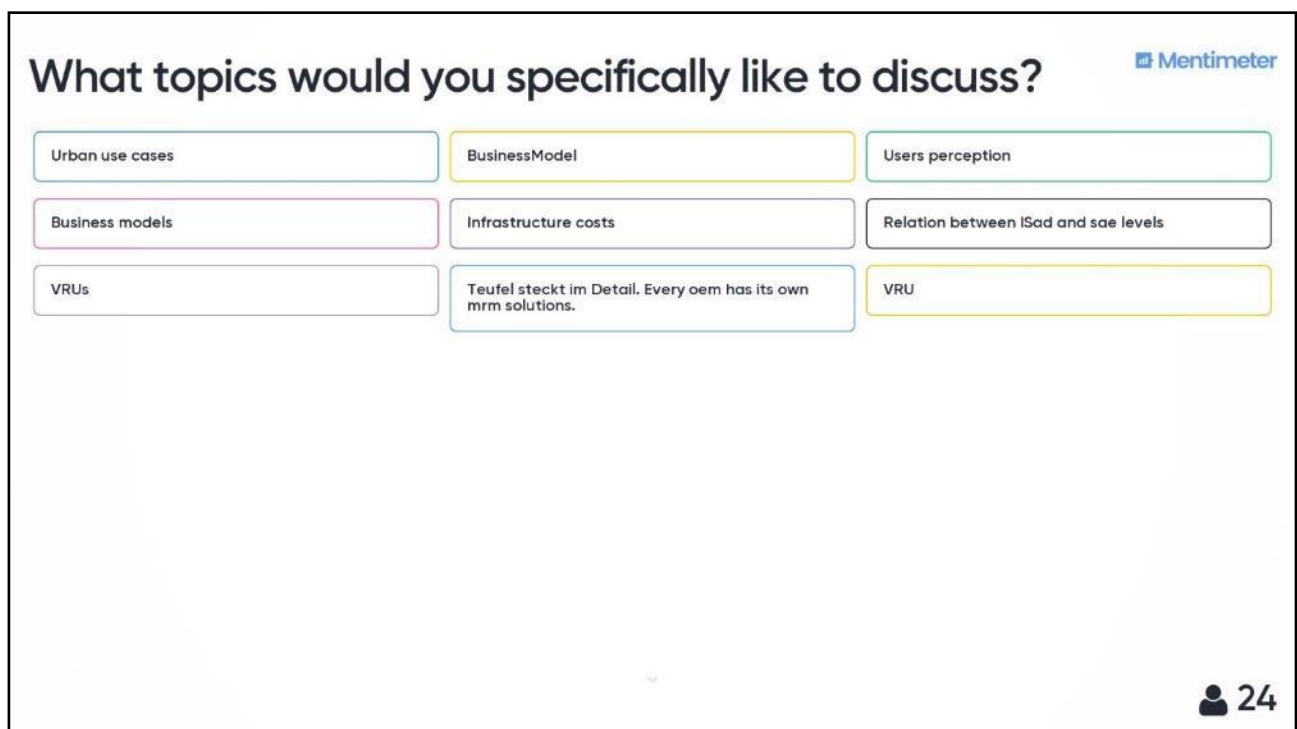 What topics would you specifically like to discuss?
Mentimeter
Urban use cases
BusinessModel
Users perception
Business models
Infrastructure costs
Relation between ISad and sae levels
VRUs
Teufel steckt im Detail. Every oem has its own
mrm solutions.
VRU
24